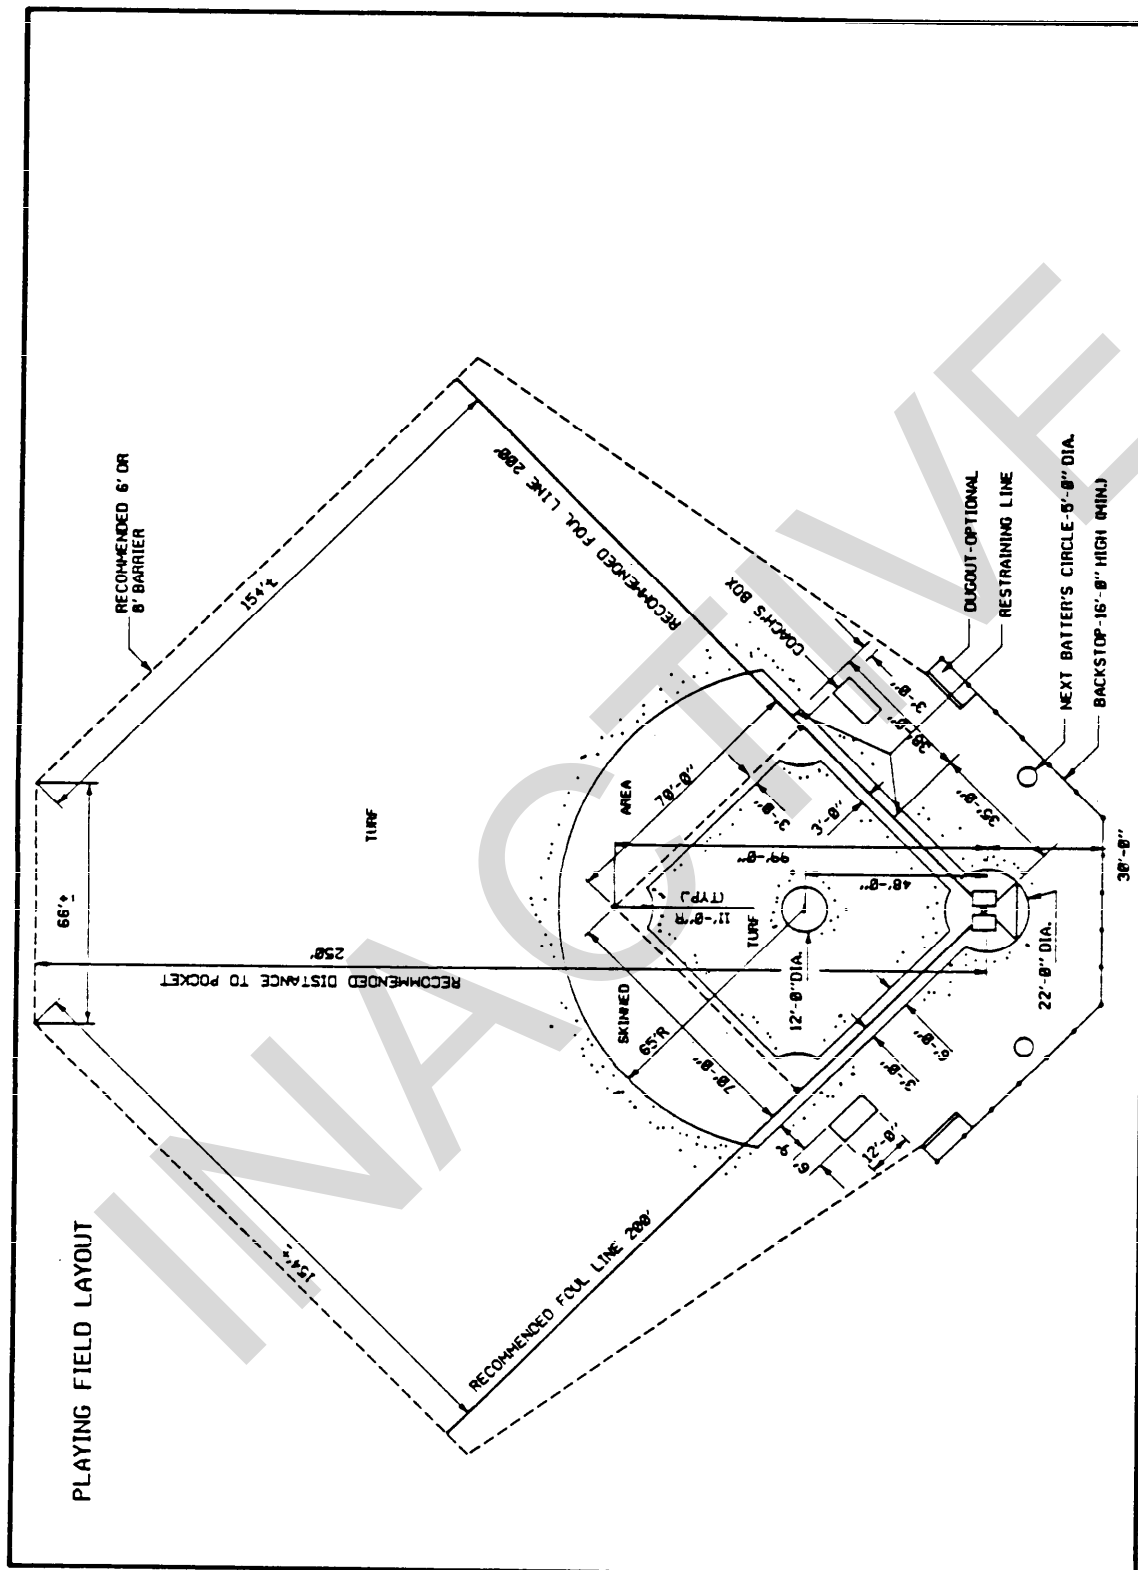 PLAYING FIELD LAYOUT
RECOMMENDED 6' OR
8' BARRIER
154'±
66'±
154'±
TURF
250'
RECOMMENDED DISTANCE TO POCKET
RECOMMENDED FOUL LINE 200'
RECOMMENDED FOUL LINE 200'
COACH'S BOX
SKINNED
AREA
70'-0"
70'-0"
65'R
11'-0"R
(TYP.)
TURF
12'-0"DIA.
99'-0"
48'-0"
3'-0"
3'-0"
3'-0"
35'-0"
30'-0"
22'-0" DIA.
6'-0"
3'-0"
12'-0"
6'
DUGOUT-OPTIONAL
RESTRAINING LINE
NEXT BATTER'S CIRCLE-5'-0" DIA.
BACKSTOP-16'-0" HIGH (MIN.)
INACTIVE